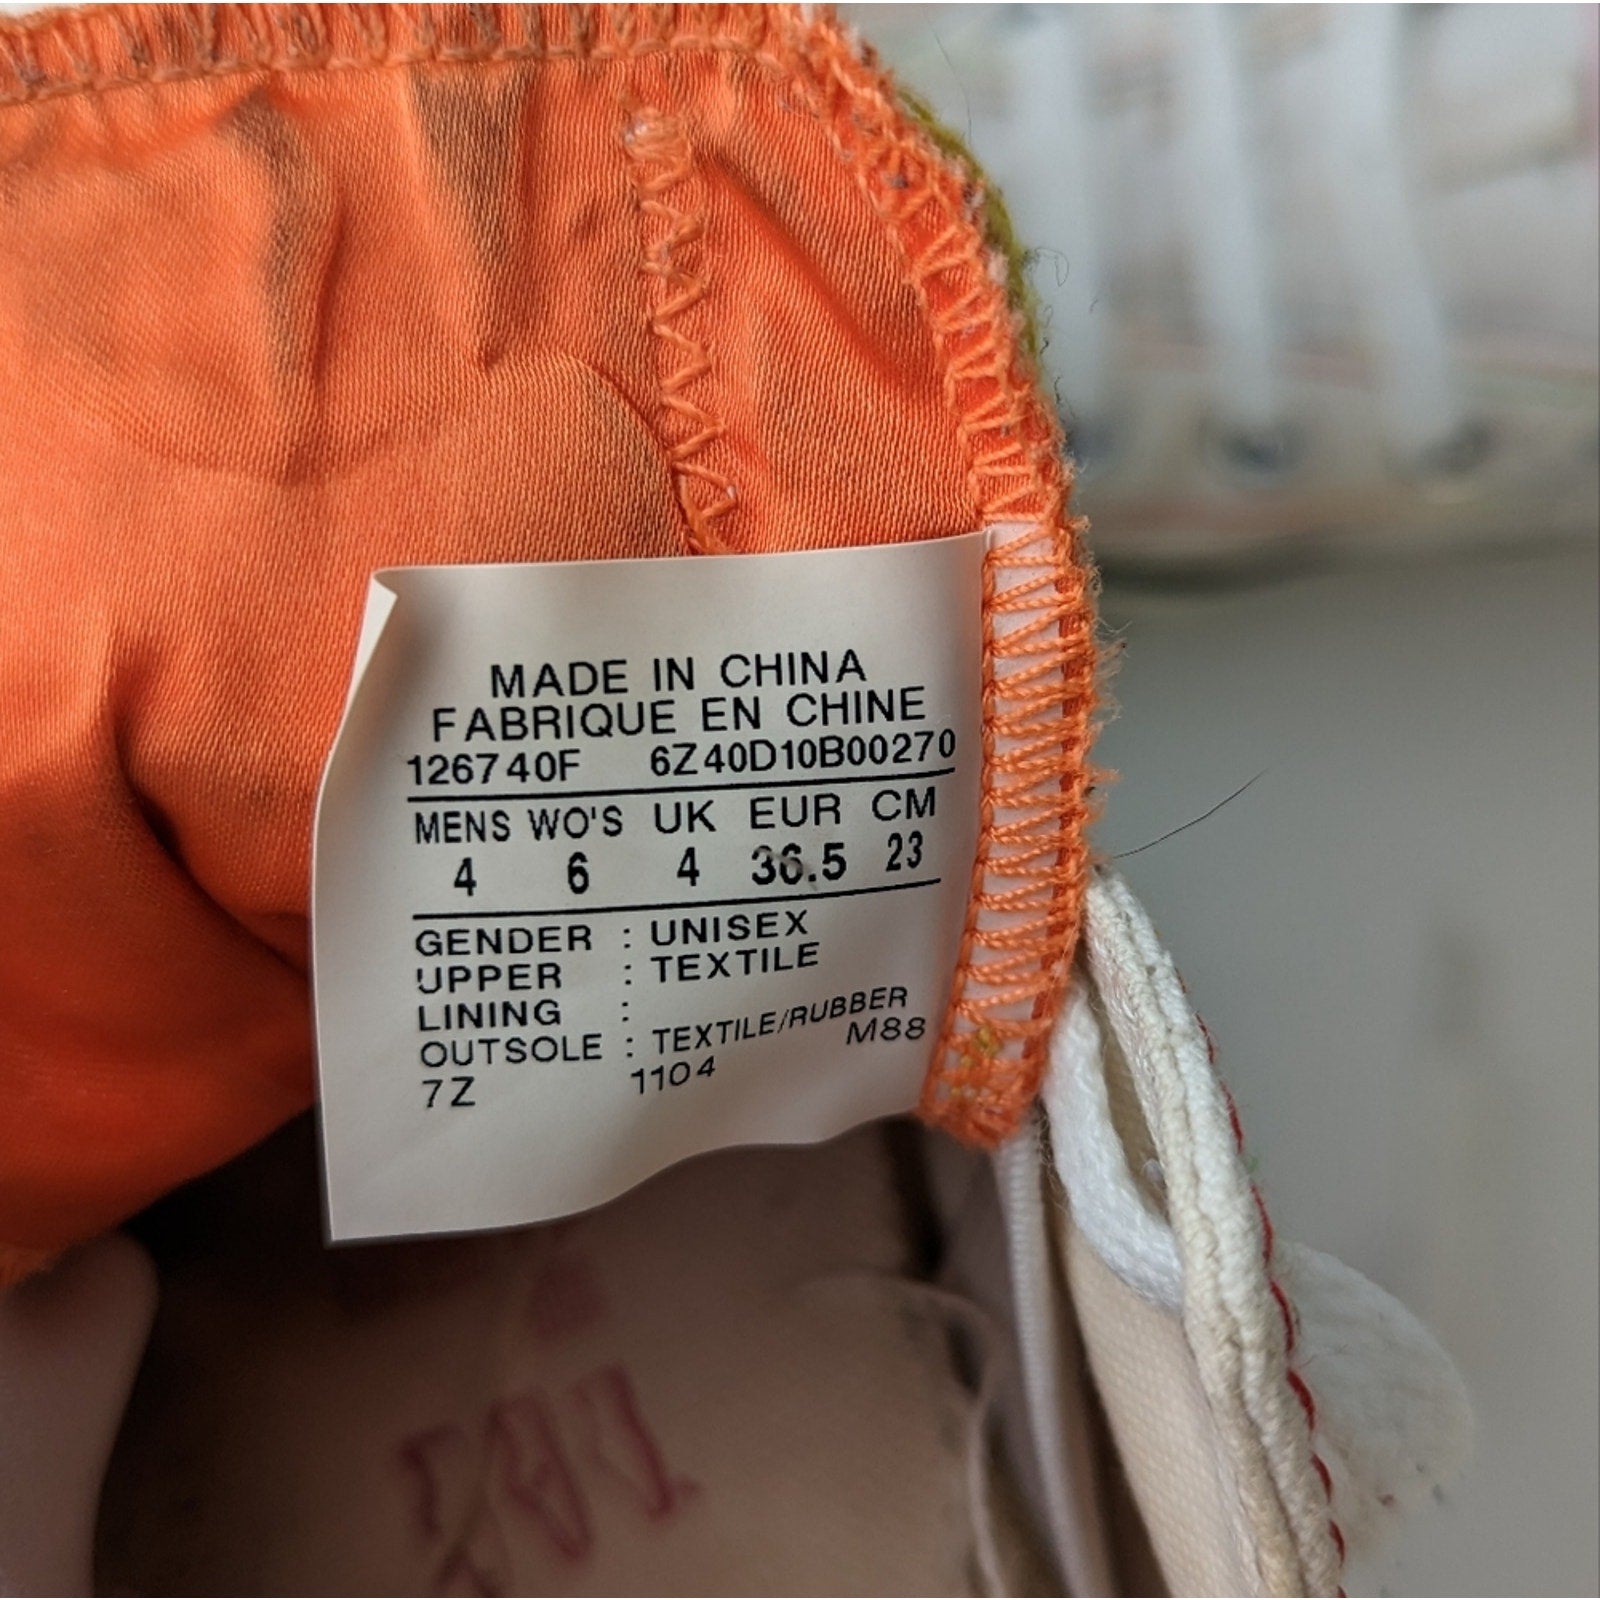 MADE IN CHINA
FABRIQUE EN CHINE
126740F 6Z40D10B00270
MENS WO'S UK EUR CM
4 6 4 36.5 23
GENDER : UNISEX
UPPER : TEXTILE
LINING :
OUTSOLE : TEXTILE/RUBBER
7Z 1104 M88